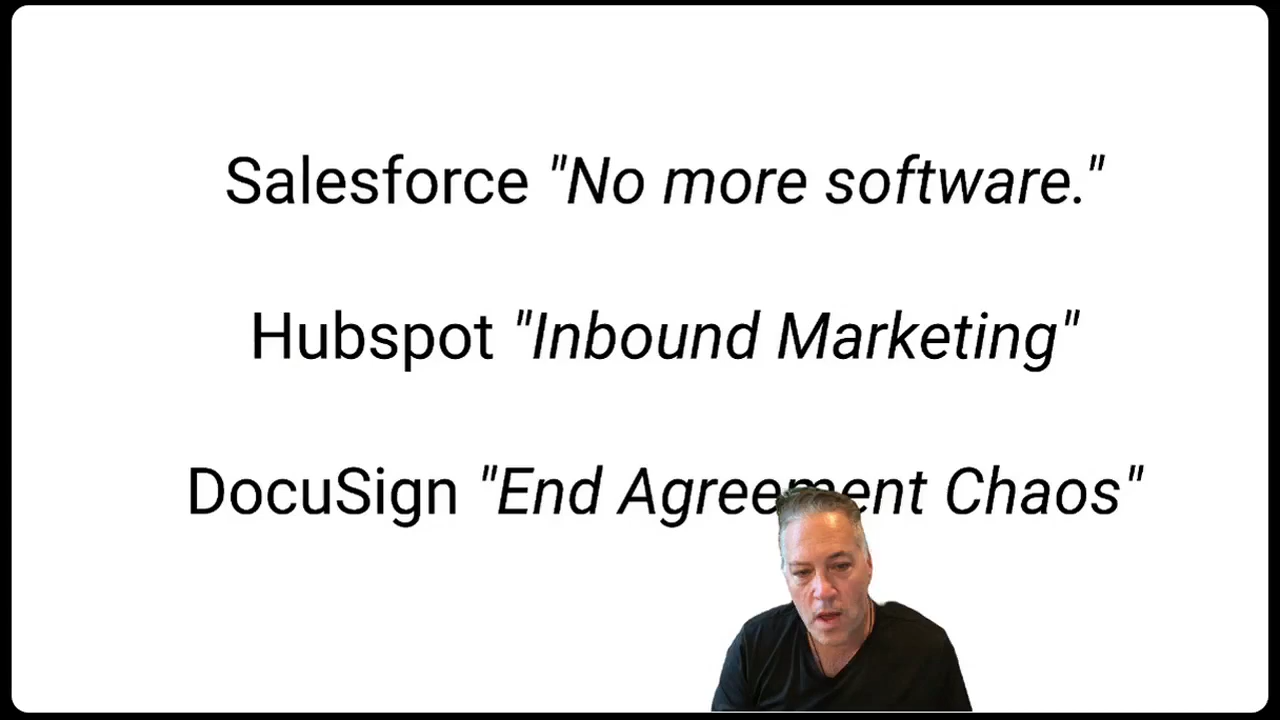 Salesforce "No more software."
Hubspot "Inbound Marketing"
DocuSign "End Agreement Chaos"